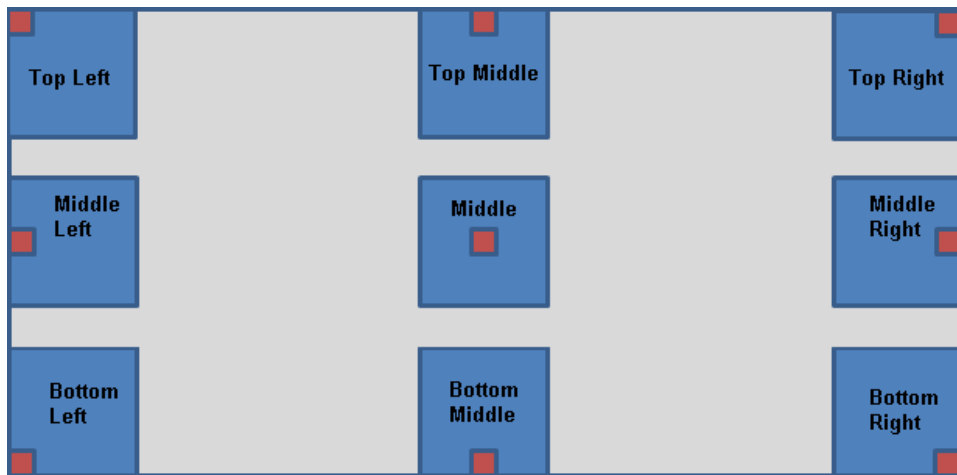 Top Left
Top Middle
Top Right
Middle
Left
Middle
Middle
Right
Bottom
Left
Bottom
Middle
Bottom
Right